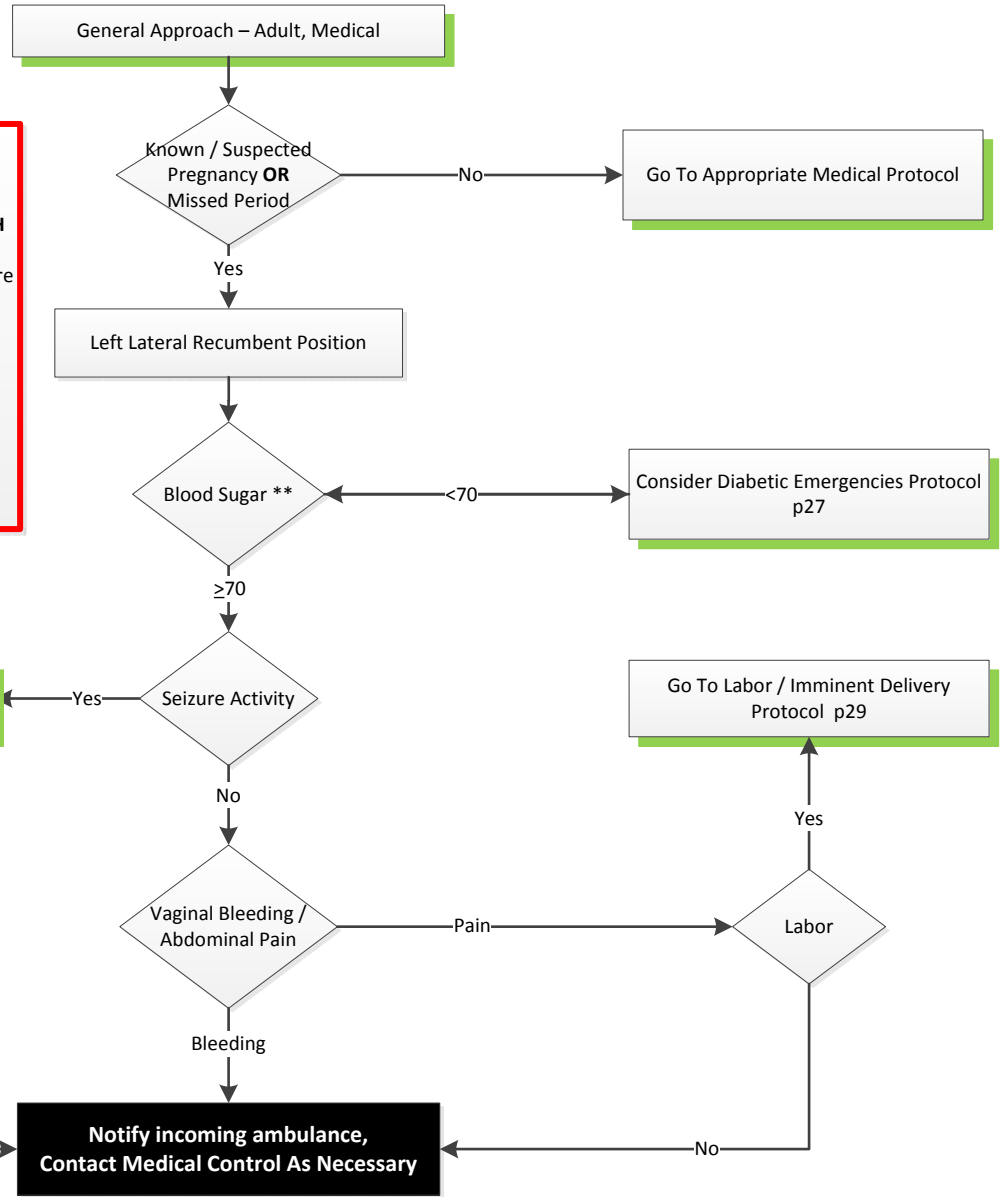 General Approach – Adult, Medical
Known / Suspected
Pregnancy OR
Missed Period
No
Go To Appropriate Medical Protocol
Yes
Left Lateral Recumbent Position
Blood Sugar **
<70
Consider Diabetic Emergencies Protocol
p27
≥70
Yes
Seizure Activity
Go To Labor / Imminent Delivery
Protocol p29
No
Yes
Vaginal Bleeding /
Abdominal Pain
Pain
Labor
Bleeding
Notify incoming ambulance,
Contact Medical Control As Necessary
No